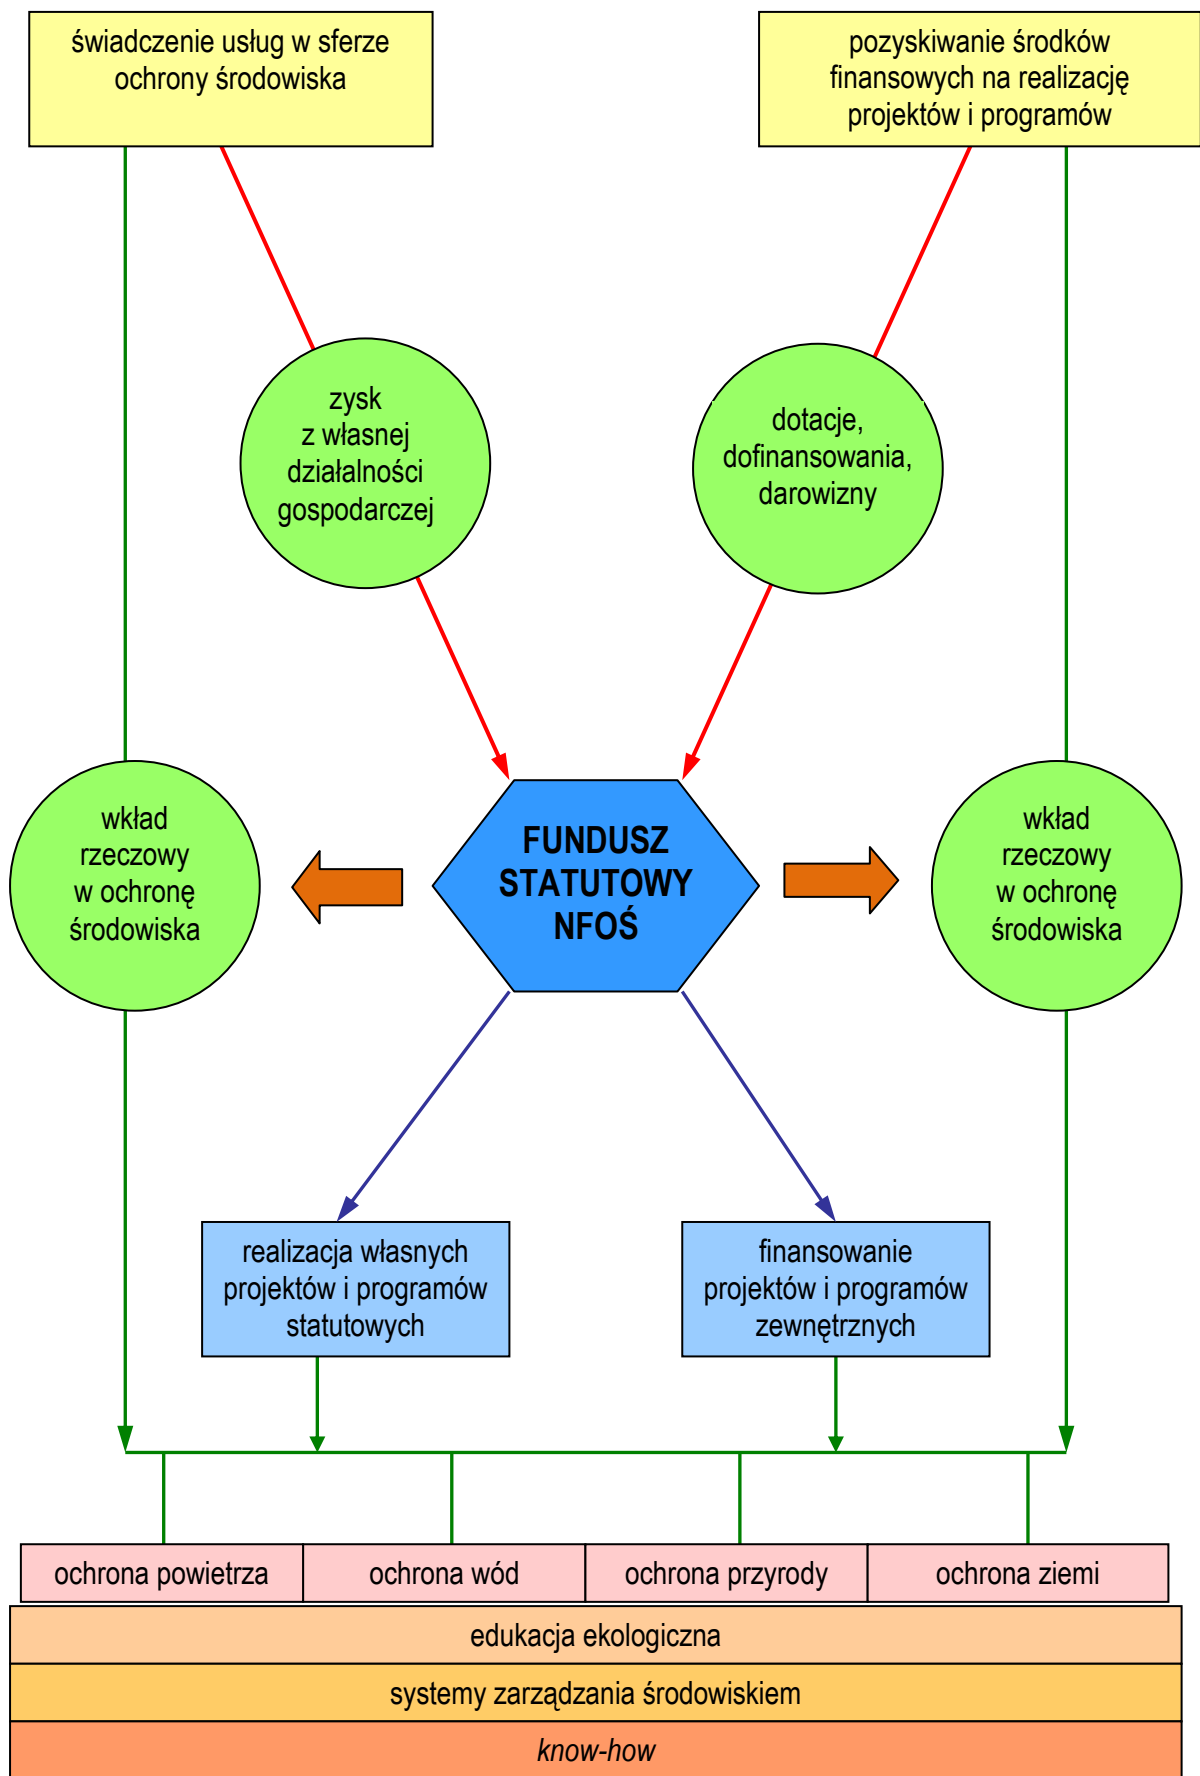 świadczenie usług w sferze
ochrony środowiska
pozyskiwanie środków
finansowych na realizację
projektów i programów
zysk
z własnej
działalności
gospodarczej
dotacje,
dofinansowania,
darowizny
wkład
rzeczowy
w ochronę
środowiska
FUNDUSZ
STATUTOWY
NFOŚ
wkład
rzeczowy
w ochronę
środowiska
realizacja własnych
projektów i programów
statutowych
finansowanie
projektów i programów
zewnętrznych
ochrona powietrza
ochrona wód
ochrona przyrody
ochrona ziemi
edukacja ekologiczna
systemy zarządzania środowiskiem
know-how